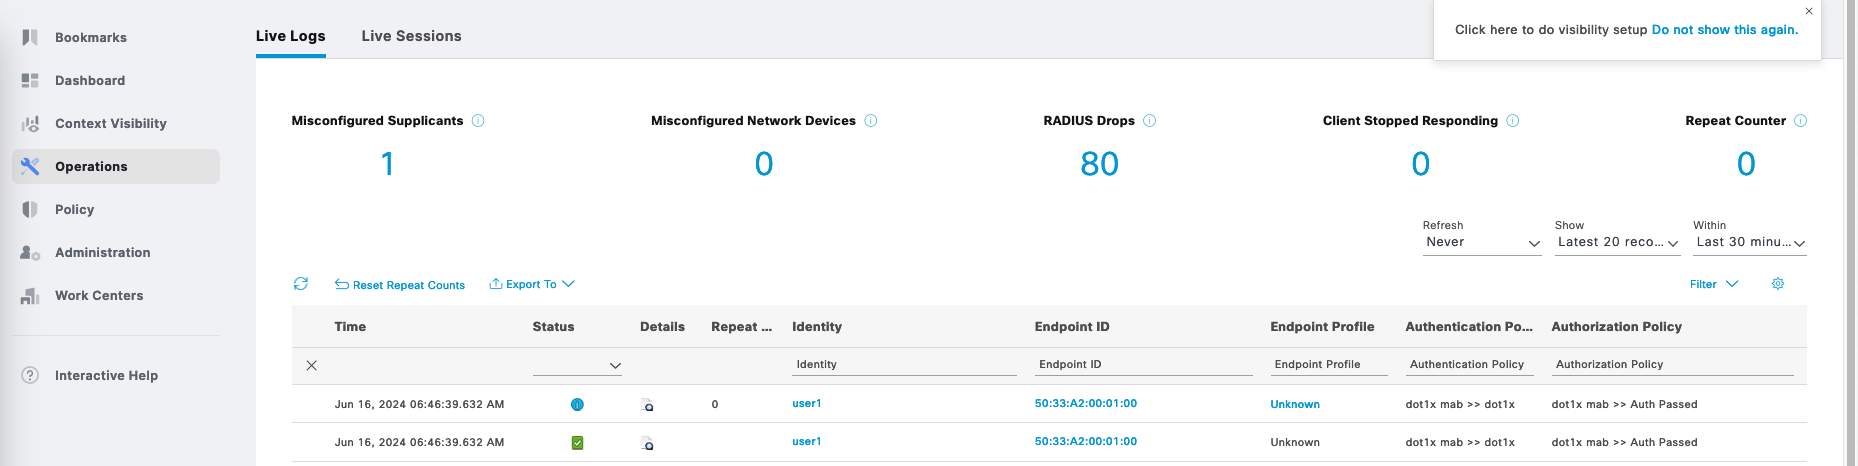 Bookmarks
Dashboard
Context Visibility
Operations
Policy
Administration
Work Centers
Interactive Help
Live Logs Live Sessions
Click here to do visibility setup Do not show this again.
Misconfigured Supplicants Misconfigured Network Devices RADIUS Drops Client Stopped Responding Repeat Counter
1 0 80 0 0
Refresh Show Within
Never Latest 20 reco... Last 30 minu...
Reset Repeat Counts Export To Filter
Time Status Details Repeat ... Identity Endpoint ID Endpoint Profile Authentication Po... Authorization Policy
Identity Endpoint ID Endpoint Profile Authentication Policy Authorization Policy
Jun 16, 2024 06:46:39.632 AM 0 user1 50:33:A2:00:01:00 Unknown dot1x mab >> dot1x dot1x mab >> Auth Passed
Jun 16, 2024 06:46:39.632 AM user1 50:33:A2:00:01:00 Unknown dot1x mab >> dot1x dot1x mab >> Auth Passed